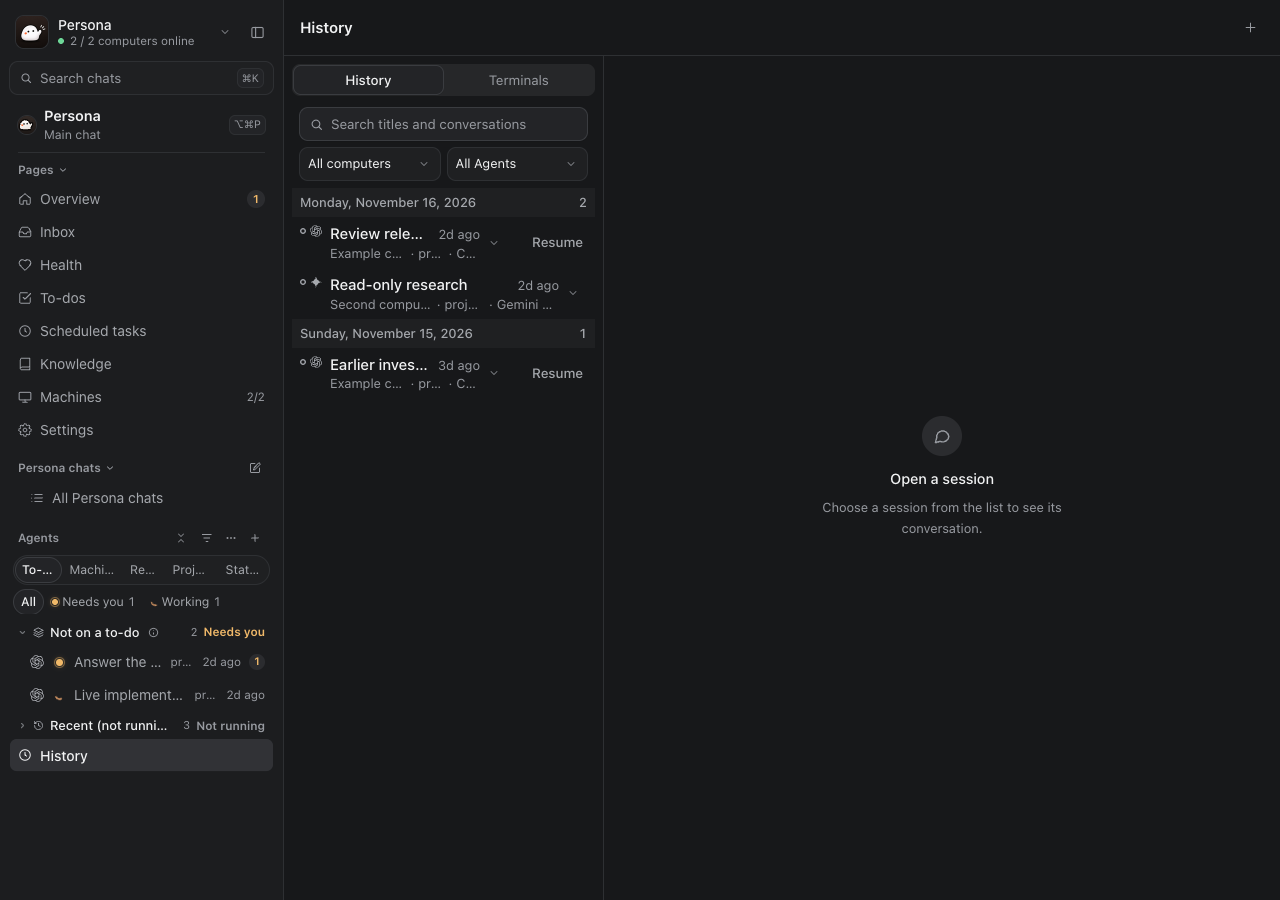 Persona
2 / 2 computers online
Search chats
⌘K
Persona
Main chat
⌥⌘P
Pages
Overview
1
Inbox
Health
To-dos
Scheduled tasks
Knowledge
Machines
2/2
Settings
Persona chats
All Persona chats
Agents
To-...
Machi...
Re...
Proj...
Stat...
All
Needs you 1
Working 1
Not on a to-do
2 Needs you
Answer the ... pr... 2d ago 1
Live implement... pr... 2d ago
Recent (not runni... 3 Not running
History
History
History
Terminals
Search titles and conversations
All computers
All Agents
Monday, November 16, 2026 2
Review rele... 2d ago
Example c... · pr... · C...
Resume
Read-only research 2d ago
Second compu... · proj... · Gemini ...
Sunday, November 15, 2026 1
Earlier inves... 3d ago
Example c... · pr... · C...
Resume
Open a session
Choose a session from the list to see its
conversation.